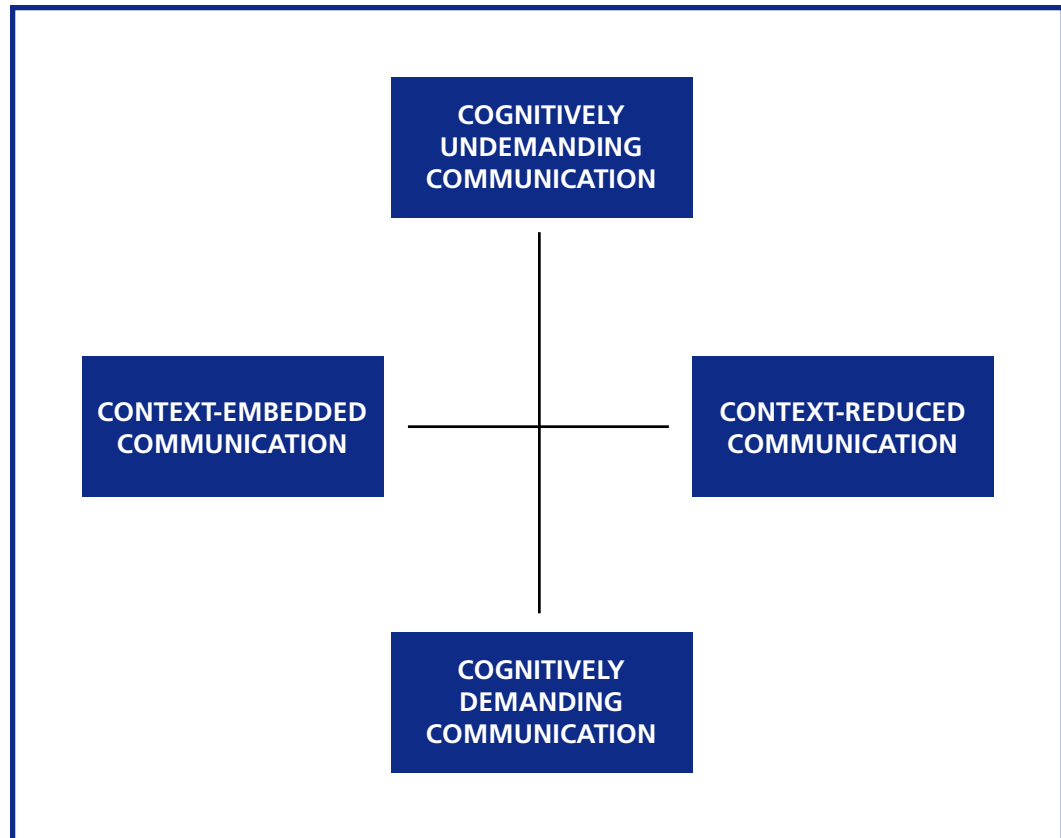 COGNITIVELY
UNDEMANDING
COMMUNICATION
CONTEXT-EMBEDDED
COMMUNICATION
CONTEXT-REDUCED
COMMUNICATION
COGNITIVELY
DEMANDING
COMMUNICATION